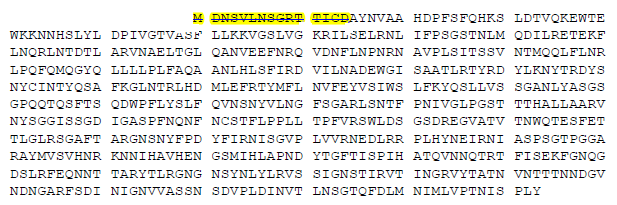 M DNSVLNSGRT TICDAYNVAA HDPFSFQHKS LDTVQKEWTE
WKKNNHSLYL DPIVGTVASF LLKKVGSLVG KRILSELRNL IFPSGSTNLM QDILRETEKF
LNQRLNTDTL ARVNAELTGL QANVEEFNRQ VDNFLNPNRN AVPLSITSSV NTMQQLFLNR
LPQFQMQGYQ LLLLPLFAQA ANLHLSFIRD VILNADEWGI SAATLRTYRD YLKNYTRDYS
NYCINTYQSA FKGLNTRLHD MLEFRTYMFL NVFEYVSIWS LFKYQSLLVS SGANLYASGS
GPQQTQSFTS QDWPFLYSLF QVNSNYVLNG FSGARLSNTF PNIVGLPGST TTHALLAARV
NYSGGISSGD IGASPFNQNF NCSTFLPPLL TPFVRSWLDS GSDREGVATV TNWQTESFET
TLGLRSGAFT ARGNSNYFPD YFIRNISGVP LVVRNEDLRR PLHYNEIRNI ASPSGTPGGA
RAYMVSVHNR KNNIHAVHEN GSMIHLAPND YTGFTISPIH ATQVNNQTRT FISEKFGNQG
DSLRFEQNNT TARYTLRGNG NSYNLYLRVS SIGNSTIRVT INGRVYTATN VNTTTNNDGV
NDNGARFSDI NIGNVVASSN SDVPLDINVT LNSGTQFDLM NIMLVPTNIS PLY